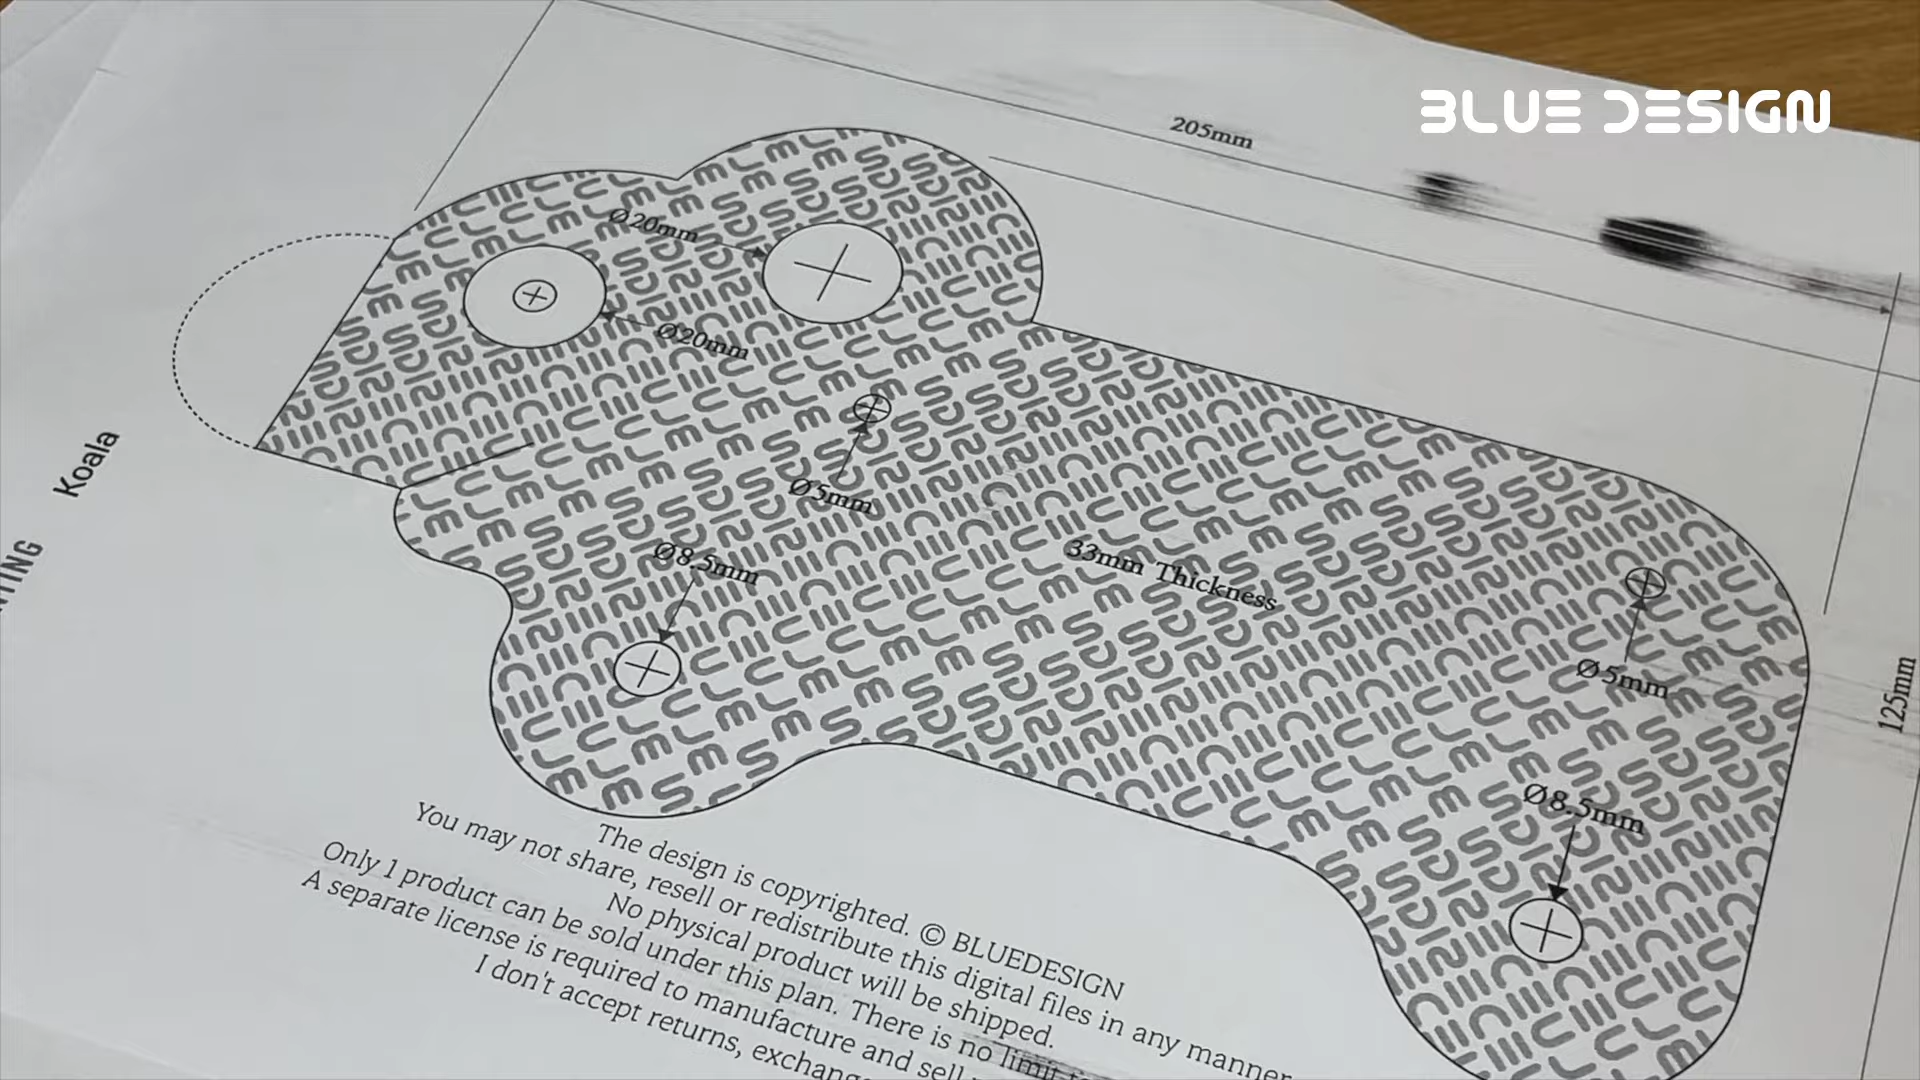 BLUE DESIGN
205mm
Ø20mm
Ø20mm
Koala
Ø5mm
Ø8.5mm
33mm Thickness
Ø5mm
125mm
Ø8.5mm
The design is copyrighted. © BLUEDESIGN
You may not share, resell or redistribute this digital files in any manner
No physical product will be shipped.
Only 1 product can be sold under this plan. There is no limit
A separate license is required to manufacture and sell
I don't accept returns,